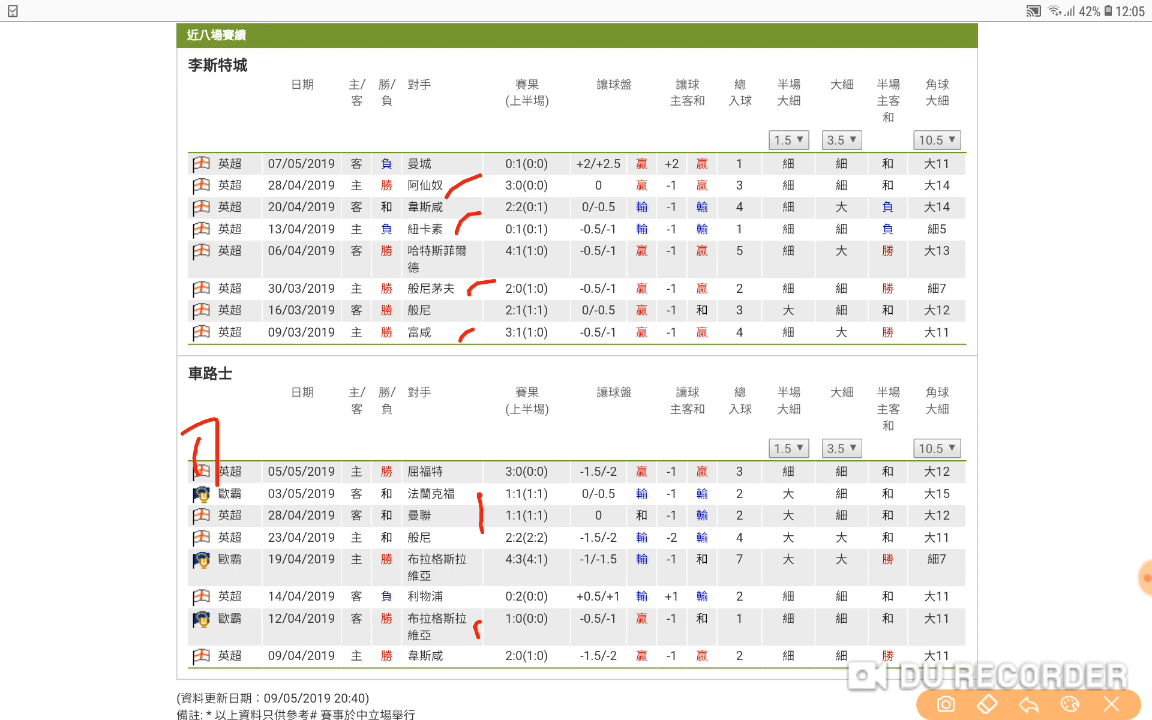 42% 12:05
近八場賽績
李斯特城
日期 主/客 勝/負 對手 賽果(上半場) 讓球盤 讓球主客和 總入球 半場大細 大細 半場主客和 角球大細
1.5 ▼ 3.5 ▼ 10.5 ▼
英超 07/05/2019 客 負 曼城 0:1(0:0) +2/+2.5 贏 +2 贏 1 細 細 和 大11
英超 28/04/2019 主 勝 阿仙奴 3:0(0:0) 0 贏 -1 贏 3 細 細 和 大14
英超 20/04/2019 客 和 韋斯咸 2:2(0:1) 0/-0.5 輸 -1 輸 4 細 大 負 大14
英超 13/04/2019 主 負 紐卡素 0:1(0:1) -0.5/-1 輸 -1 輸 1 細 細 負 細5
英超 06/04/2019 客 勝 哈特斯菲爾德 4:1(1:0) -0.5/-1 贏 -1 贏 5 細 大 勝 大13
英超 30/03/2019 主 勝 般尼茅夫 2:0(1:0) -0.5/-1 贏 -1 贏 2 細 細 勝 細7
英超 16/03/2019 客 勝 般尼 2:1(1:1) 0/-0.5 贏 -1 和 3 大 細 和 大12
英超 09/03/2019 主 勝 富咸 3:1(1:0) -0.5/-1 贏 -1 贏 4 細 大 勝 大11
車路士
日期 主/客 勝/負 對手 賽果(上半場) 讓球盤 讓球主客和 總入球 半場大細 大細 半場主客和 角球大細
1.5 ▼ 3.5 ▼ 10.5 ▼
英超 05/05/2019 主 勝 屈福特 3:0(0:0) -1.5/-2 贏 -1 贏 3 細 細 和 大12
歐霸 03/05/2019 客 和 法蘭克福 1:1(1:1) 0/-0.5 輸 -1 輸 2 大 細 和 大15
英超 28/04/2019 客 和 曼聯 1:1(1:1) 0 和 -1 輸 2 大 細 和 大12
英超 23/04/2019 主 和 般尼 2:2(2:2) -1.5/-2 輸 -2 輸 4 大 大 和 大11
歐霸 19/04/2019 主 勝 布拉格斯拉維亞 4:3(4:1) -1/-1.5 輸 -1 和 7 大 大 勝 細7
英超 14/04/2019 客 負 利物浦 0:2(0:0) +0.5/+1 輸 +1 輸 2 細 細 和 大11
歐霸 12/04/2019 客 勝 布拉格斯拉維亞 1:0(0:0) -0.5/-1 贏 -1 和 1 細 細 和 大11
英超 09/04/2019 主 勝 韋斯咸 2:0(1:0) -1.5/-2 贏 -1 贏 2 細 細 勝 大11
DU RECORDER
(資料更新日期：09/05/2019 20:40)
備註: * 以上資料只供參考# 賽事於中立場舉行